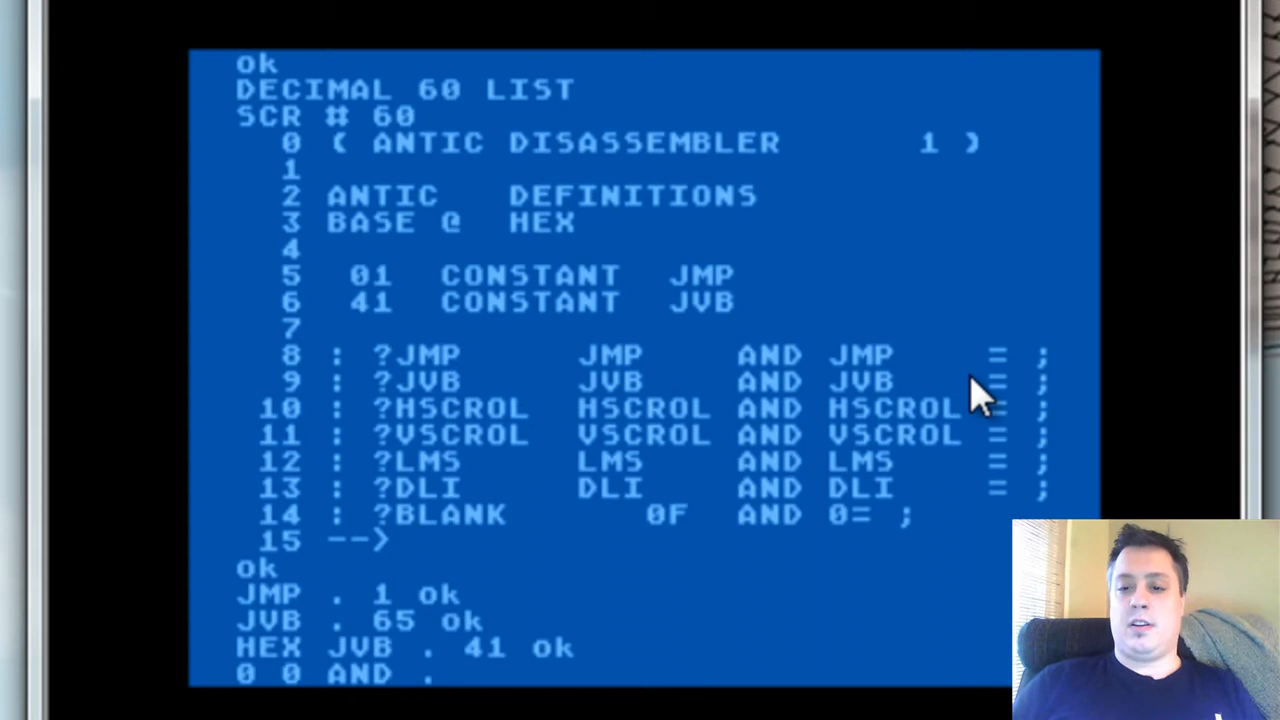 ok
DECIMAL 60 LIST
SCR # 60
0 ( ANTIC DISASSEMBLER 1 )
1
2 ANTIC DEFINITIONS
3 BASE @ HEX
4
5 01 CONSTANT JMP
6 41 CONSTANT JVB
7
8 : ?JMP JMP AND JMP = ;
9 : ?JVB JVB AND JVB = ;
10 : ?HSCROL HSCROL AND HSCROL = ;
11 : ?VSCROL VSCROL AND VSCROL = ;
12 : ?LMS LMS AND LMS = ;
13 : ?DLI DLI AND DLI = ;
14 : ?BLANK 0F AND 0= ;
15 -->
ok
JMP . 1 ok
JVB . 65 ok
HEX JVB . 41 ok
0 0 AND .